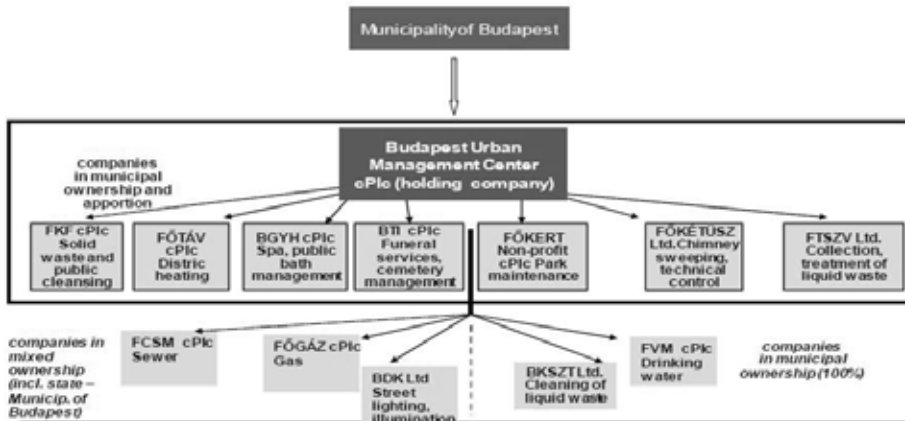 Municipality of Budapest
Budapest Urban
Management Center
cPlc (holding company)
companies
in municipal
ownership and
apportion
FKF cPlc
Solid
waste and
public
cleansing
FŐTÁV
cPlc
Distric
heating
BGYH cPlc
Spa, public
bath
management
BTI cPlc
Funeral
services,
cemetery
management
FŐKERT
Non-profit
cPlc Park
maintenance
FŐKÉTÜSZ
Ltd. Chimney
sweeping,
technical
control
FTSZV Ltd.
Collection,
treatment of
liquid waste
companies in
mixed
ownership
(incl. state –
Municip. of
Budapest)
FCSM cPlc
Sewer
FŐGÁZ cPlc
Gas
BDK Ltd
Street
lighting,
illumination
BKSZT Ltd.
Cleaning of
liquid waste
FVM cPlc
Drinking
water
companies
in municipal
ownership (100%)